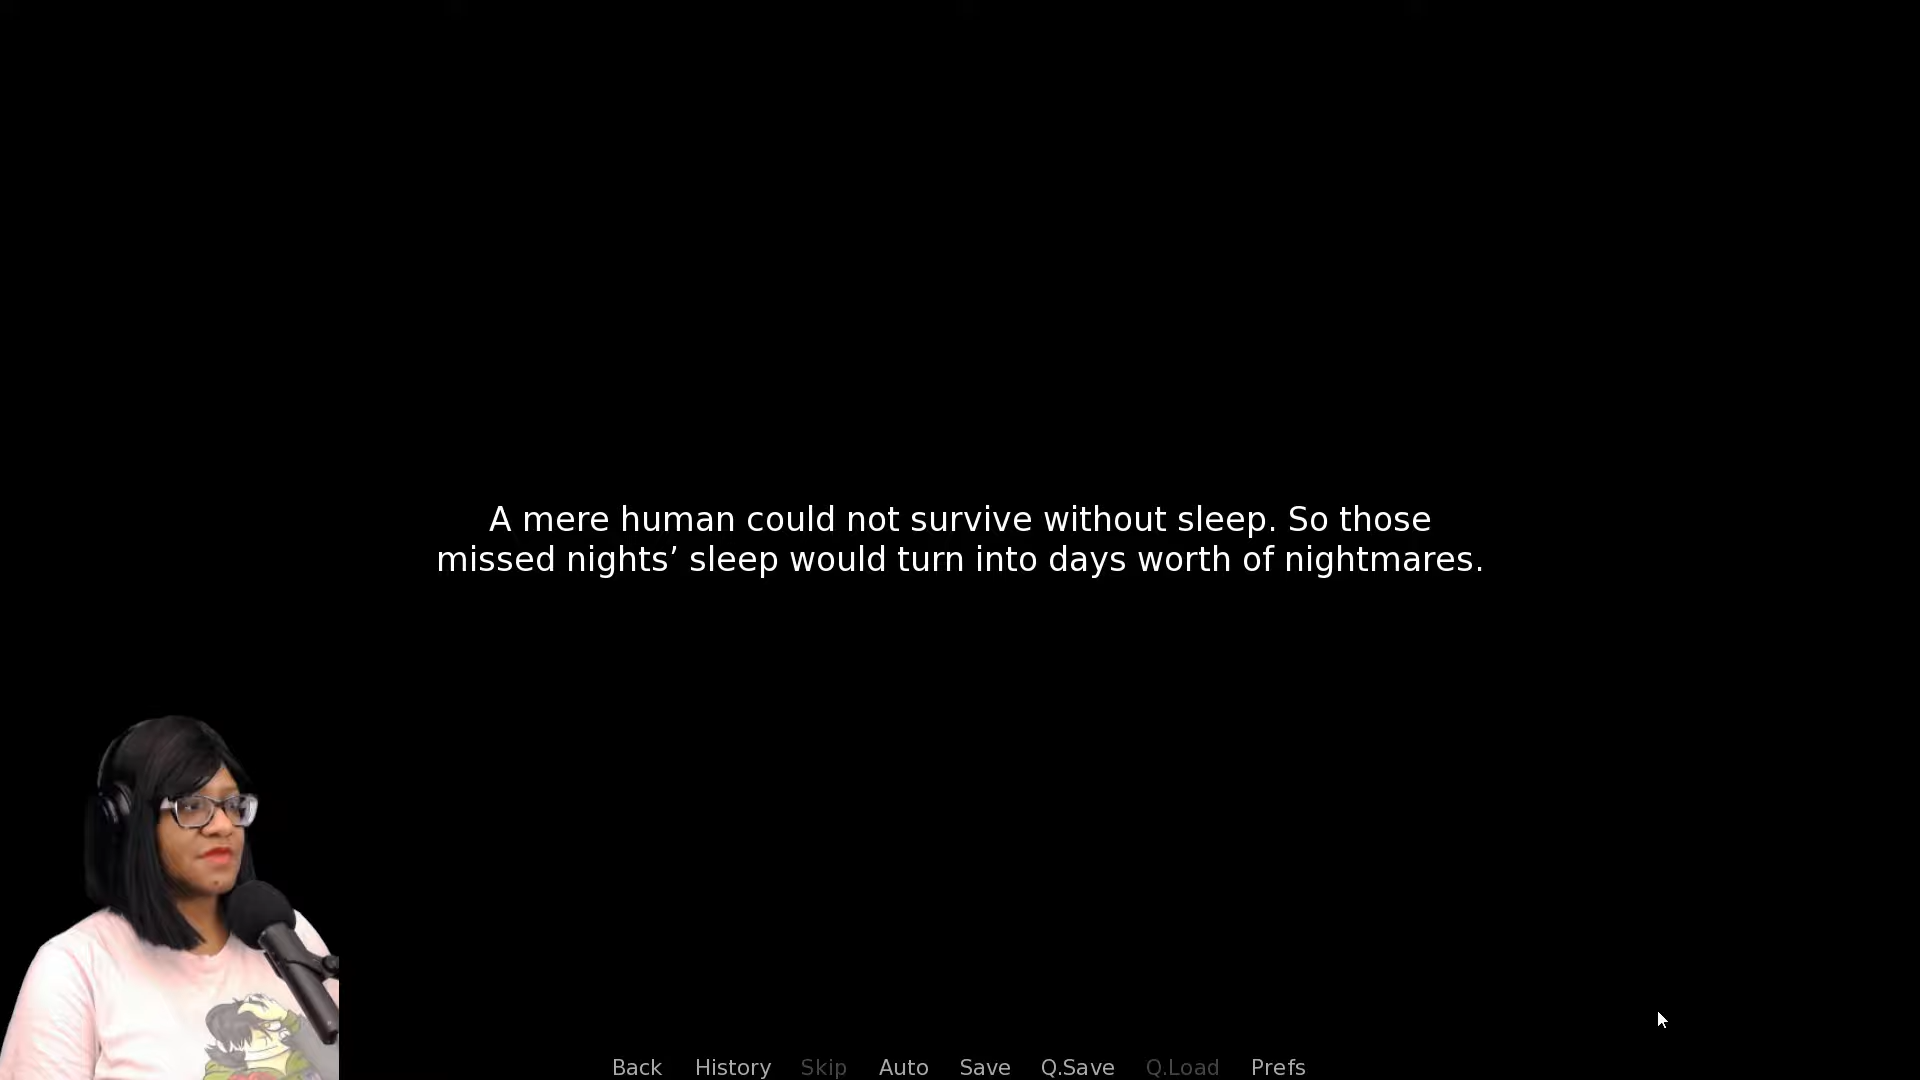 A mere human could not survive without sleep. So those
missed nights’ sleep would turn into days worth of nightmares.
Back History Skip Auto Save Q.Save Q.Load Prefs